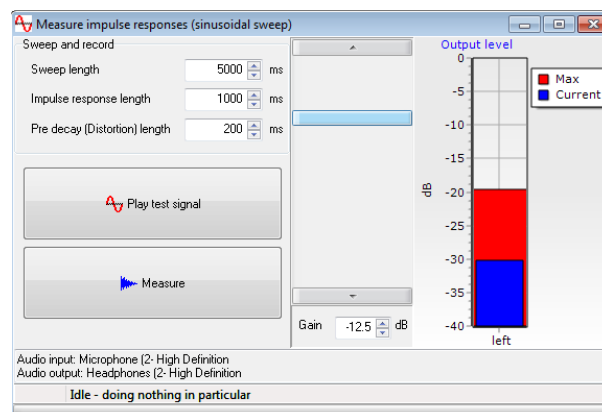 Measure impulse responses (sinusoidal sweep)
Sweep and record
Sweep length 5000 ms
Impulse response length 1000 ms
Pre decay (Distortion) length 200 ms
Play test signal
Measure
Gain -12.5 dB
Output level
0
-5
-10
-15
-20
-25
-30
-35
-40
dB
left
Max
Current
Audio input: Microphone (2- High Definition
Audio output: Headphones (2- High Definition
Idle - doing nothing in particular